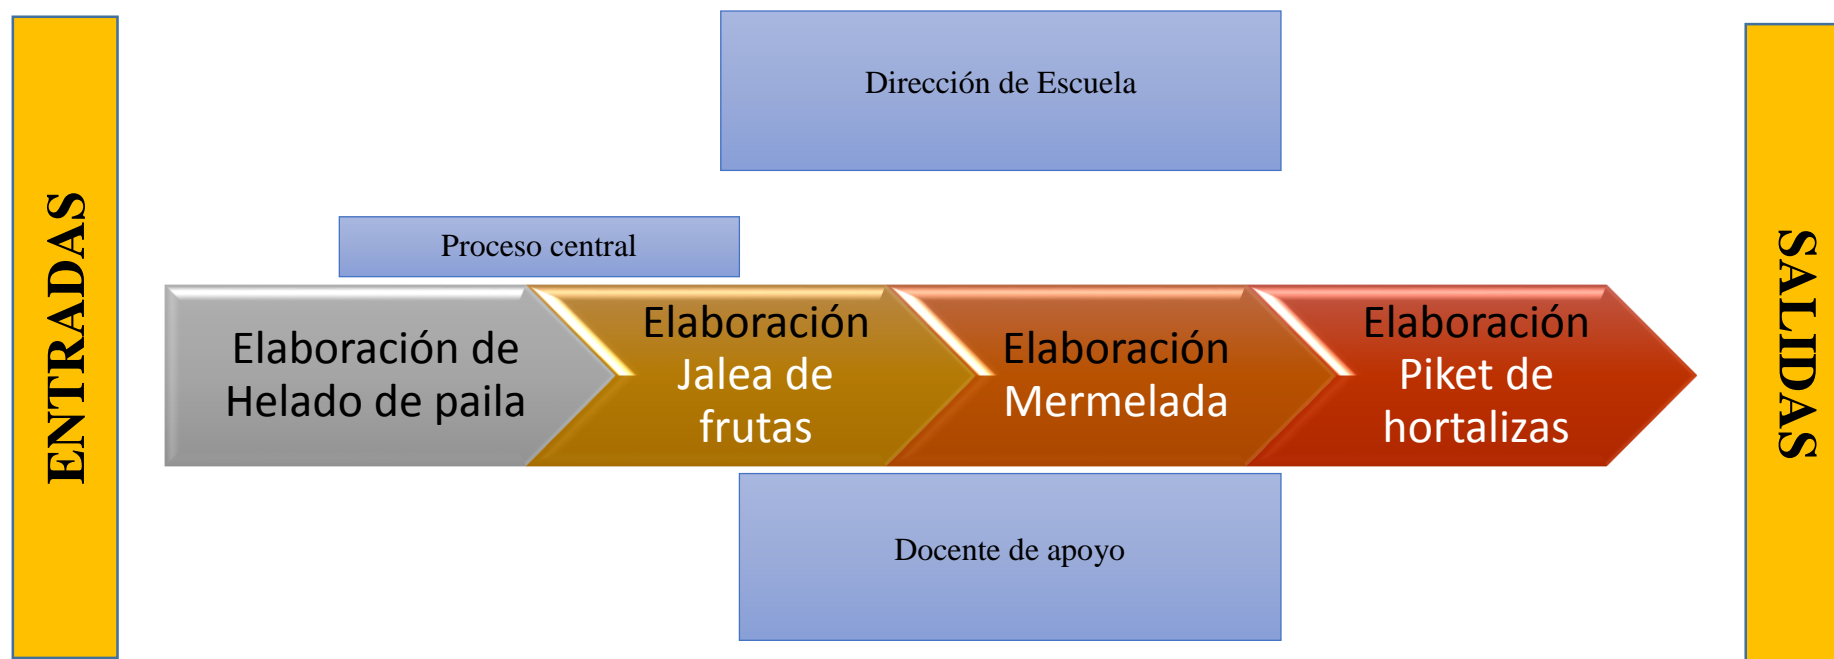 ENTRADAS
Dirección de Escuela
Proceso central
Elaboración de
Helado de paila
Elaboración
Jalea de
frutas
Elaboración
Mermelada
Elaboración
Piket de
hortalizas
Docente de apoyo
SALIDAS